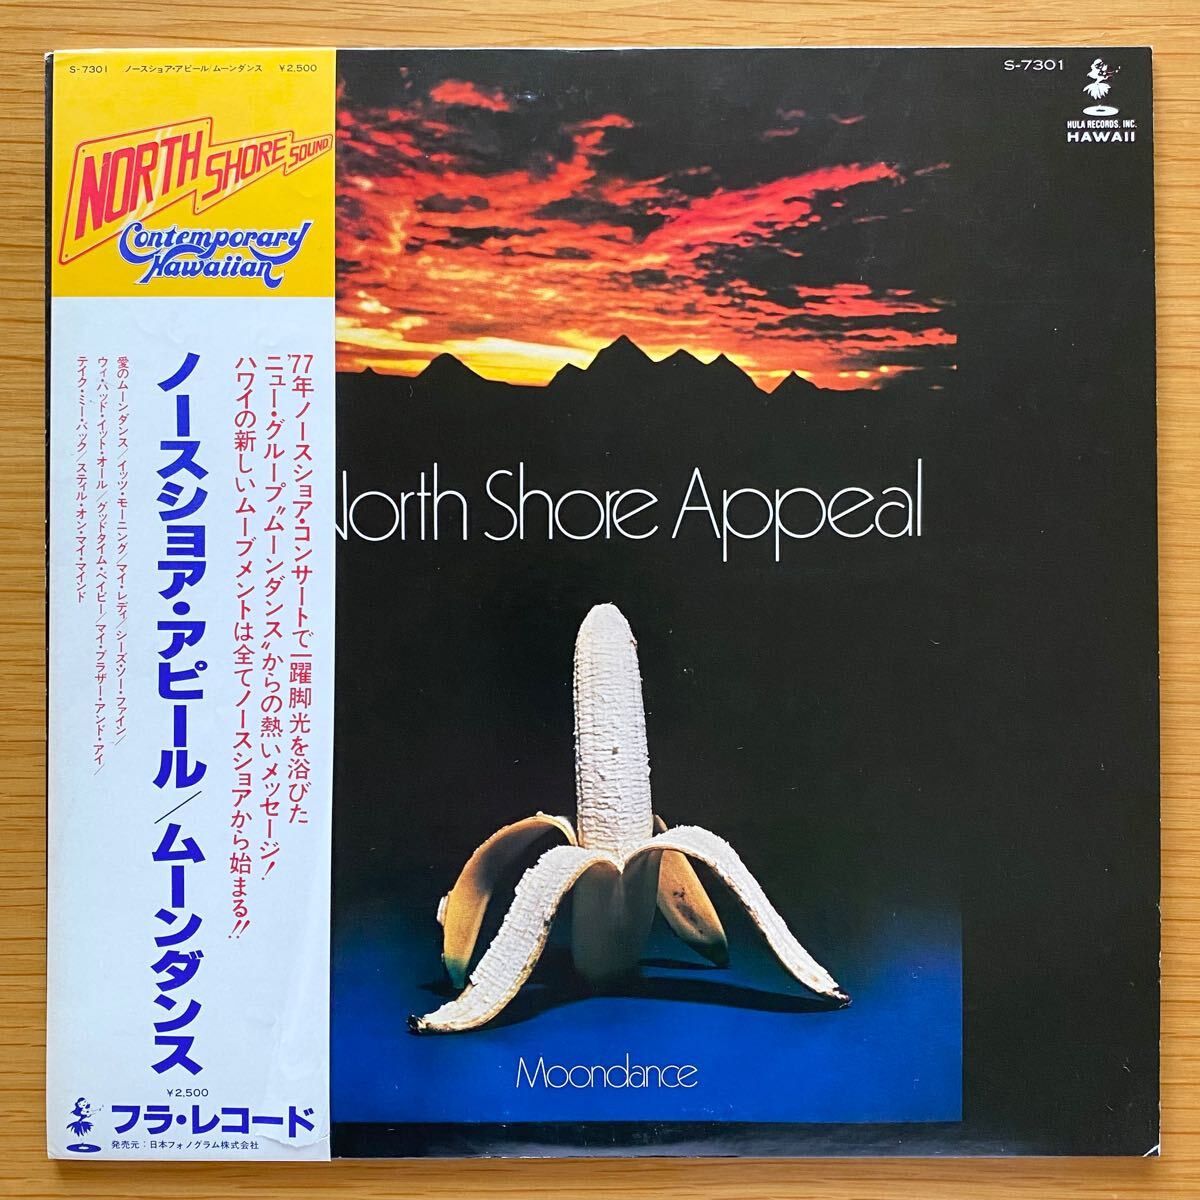 S-7301 ノースショア・アピール/ムーンダンス ¥2,500
NORTH SHORE SOUND
Contemporary
Hawaiian
'77年ノースショア・コンサートで一躍脚光を浴びた
ニュー・グループ〝ムーンダンス〟からの熱いメッセージ!
ハワイの新しいムーブメントは全てノースショアから始まる!!
ノースショア・アピール/ムーンダンス
愛のムーンダンス/イッツ・モーニング/マイ・レディ/シーズ・ソー・ファイン/
ウィ・ハッド・イット・オール/グッドタイム・ベイビー/マイ・ブラザー・アンド・アイ/
テイク・ミー・バック/スティル・オン・マイ・マインド
¥2,500
フラ・レコード
発売元:日本フォノグラム株式会社
S-7301
HULA RECORDS, INC.
HAWAII
North Shore Appeal
Moondance